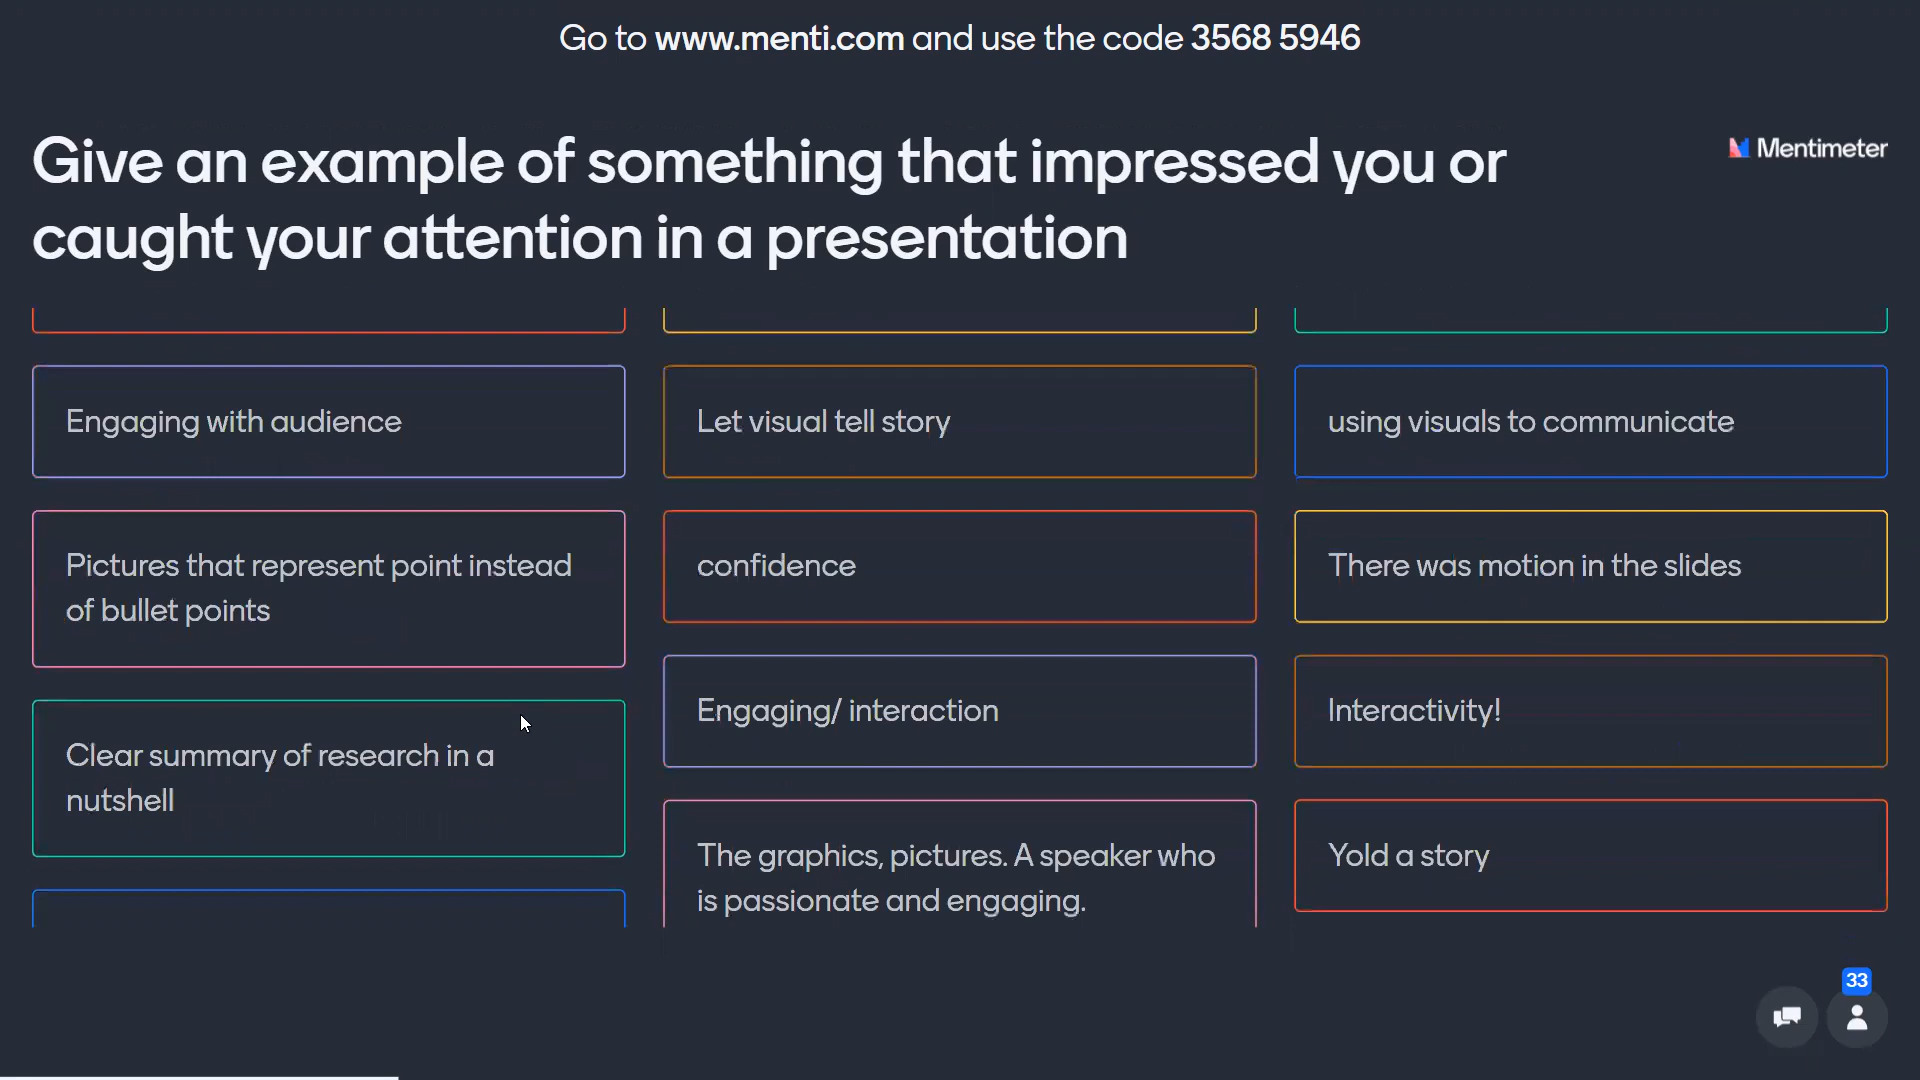 Go to www.menti.com and use the code 3568 5946
Give an example of something that impressed you or
caught your attention in a presentation
Mentimeter
Engaging with audience
Let visual tell story
using visuals to communicate
Pictures that represent point instead
of bullet points
confidence
There was motion in the slides
Engaging/ interaction
Interactivity!
Clear summary of research in a
nutshell
The graphics, pictures. A speaker who
is passionate and engaging.
Yold a story
33